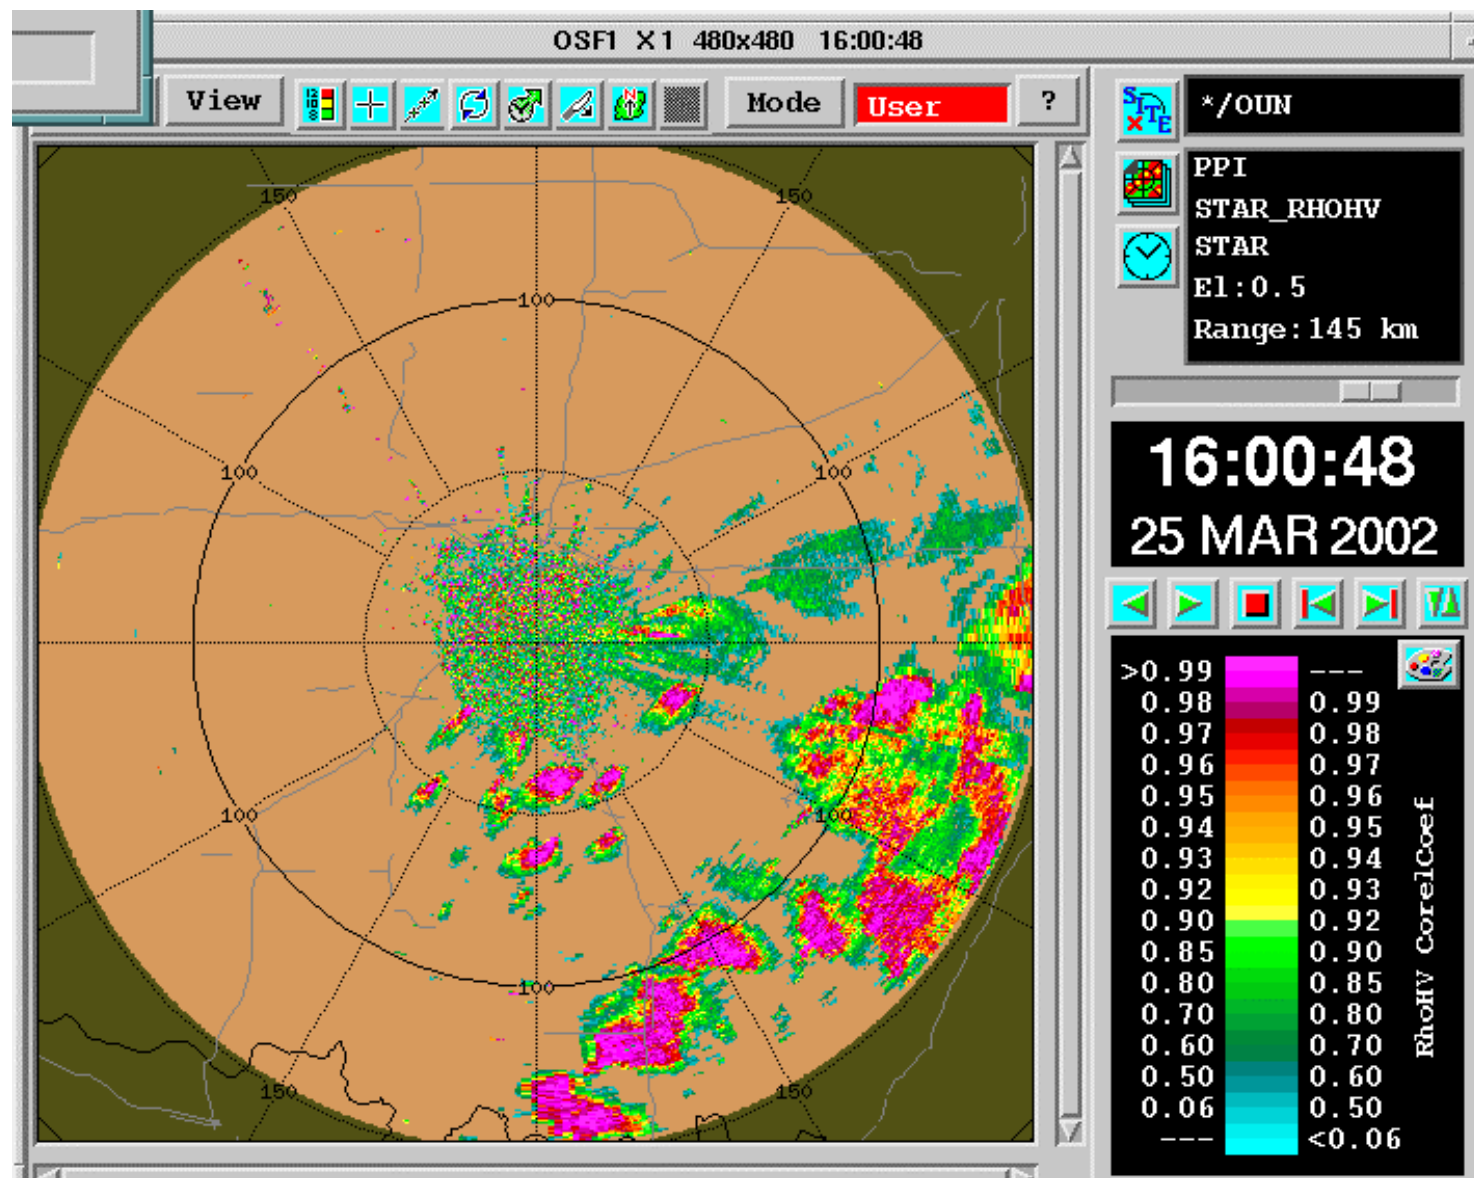 OSF1 X1 480x480 16:00:48
View
12
10
8
N
Mode
User
?
SITE
*/OUN
PPI
STAR_RHOHV
STAR
El:0.5
Range:145 km
16:00:48
25 MAR 2002
150
150
100
100
100
100
100
100
150
150
>0.99 ---
0.98 0.99
0.97 0.98
0.96 0.97
0.95 0.96
0.94 0.95
0.93 0.94
0.92 0.93
0.90 0.92
0.85 0.90
0.80 0.85
0.70 0.80
0.60 0.70
0.50 0.60
0.06 0.50
--- <0.06
RhoHV CorelCoef